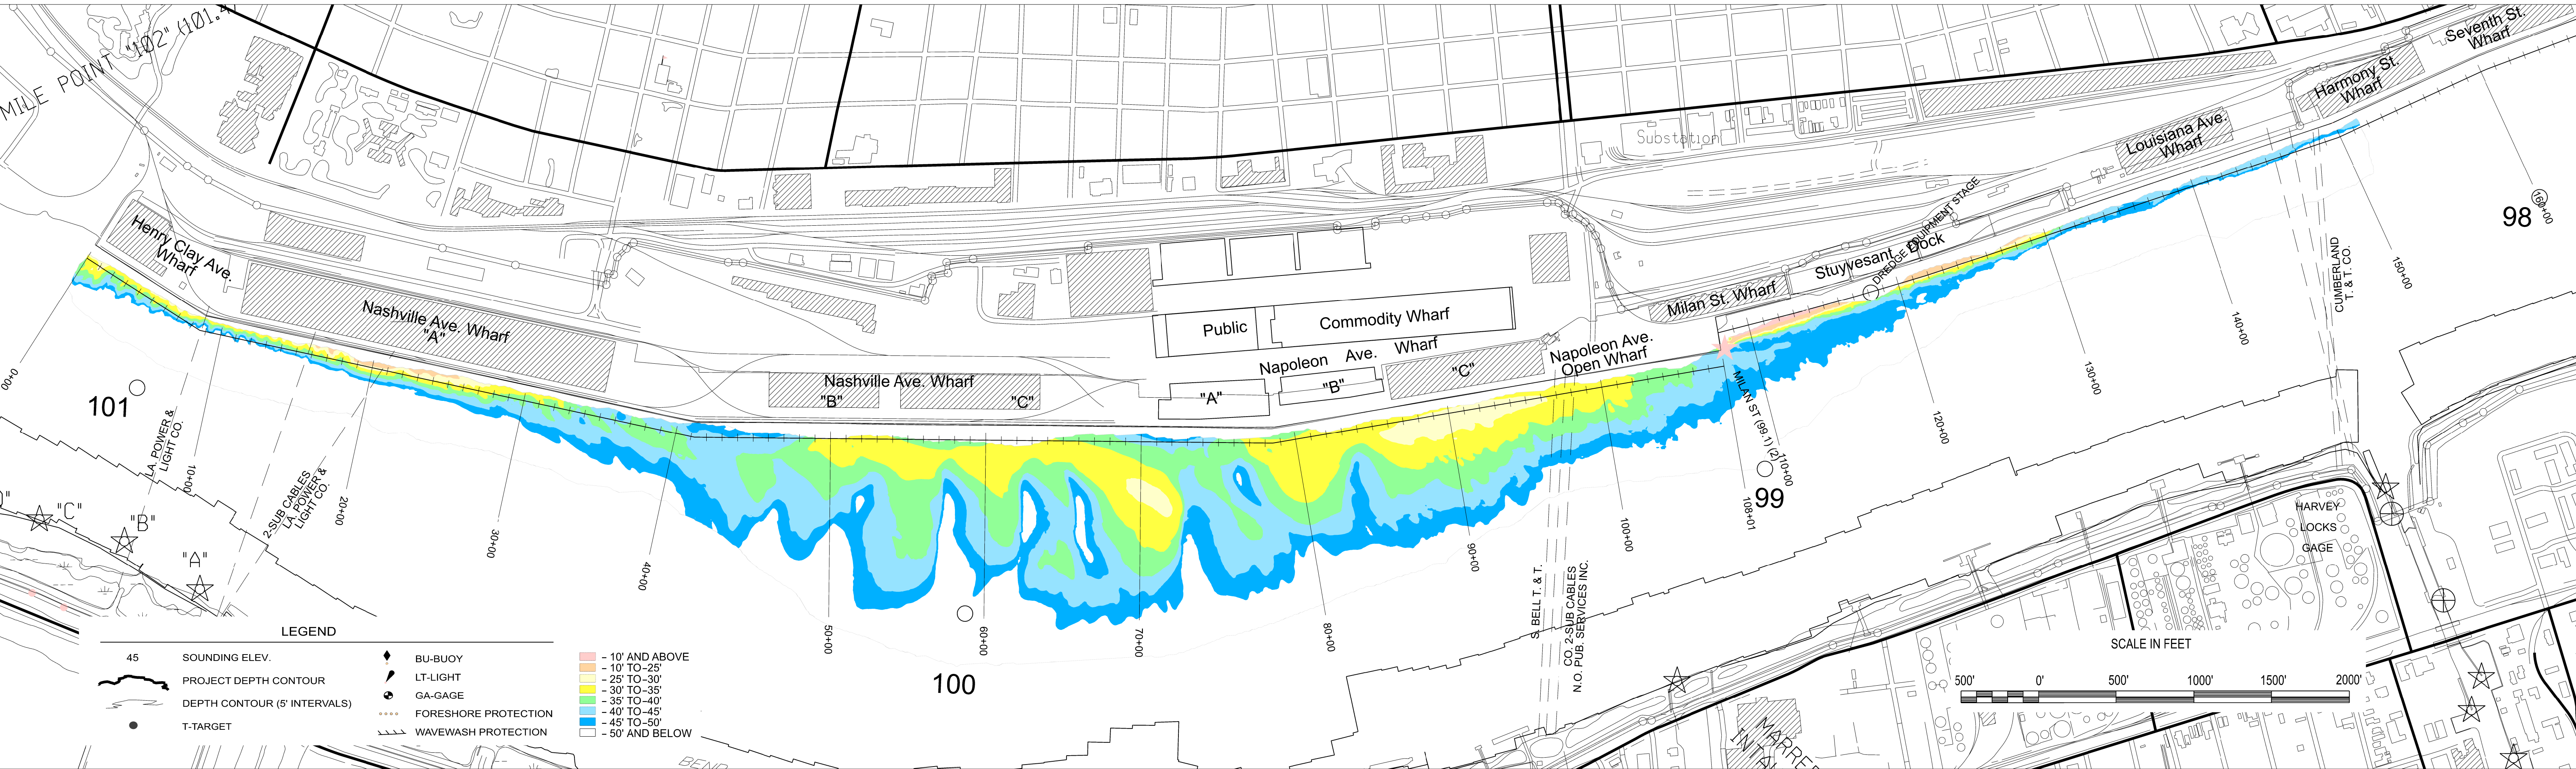 MILE POINT "102" (101.4
Seventh St.
Wharf
Harmony St.
Wharf
Louisiana Ave.
Wharf
Substation
Henry Clay Ave.
Wharf
Nashville Ave. Wharf
"A"
Nashville Ave. Wharf
"B"
"C"
Public
Commodity Wharf
Napoleon Ave. Wharf
"A"
"B"
"C"
Napoleon Ave.
Open Wharf
Milan St. Wharf
Stuyvesant Dock
DREDGE EQUIPMENT STAGE
MILAN ST (99.1) (2)
101
100
99
98
0+00
10+00
20+00
30+00
40+00
50+00
60+00
70+00
80+00
90+00
100+00
108+01
110+00
120+00
130+00
140+00
150+00
160+00
LA. POWER &
LIGHT CO.
2-SUB CABLES
LA. POWER &
LIGHT CO.
S. BELL T. & T.
CO. 2-SUB CABLES
N.O. PUB. SERVICES INC.
CUMBERLAND
T. & T. CO.
"C"
"B"
"A"
HARVEY
LOCKS
GAGE
LEGEND
45 SOUNDING ELEV.
PROJECT DEPTH CONTOUR
DEPTH CONTOUR (5' INTERVALS)
T-TARGET
BU-BUOY
LT-LIGHT
GA-GAGE
FORESHORE PROTECTION
WAVEWASH PROTECTION
- 10' AND ABOVE
- 10' TO-25'
- 25' TO-30'
- 30' TO-35'
- 35' TO-40'
- 40' TO-45'
- 45' TO-50'
- 50' AND BELOW
SCALE IN FEET
500' 0' 500' 1000' 1500' 2000'